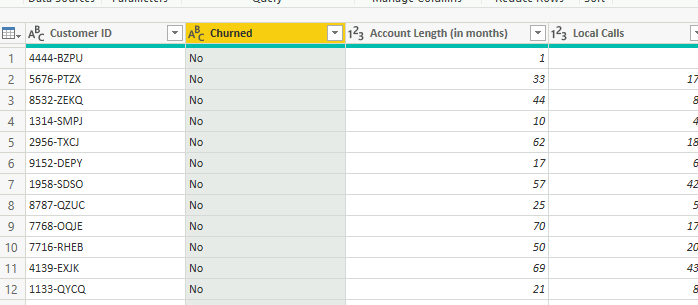 Data Sources Parameters Query Manage Columns Reduce Rows Sort
ABC Customer ID ABC Churned 123 Account Length (in months) 123 Local Calls
1 4444-BZPU No 1
2 5676-PTZX No 33 17
3 8532-ZEKQ No 44 8
4 1314-SMPJ No 10 4
5 2956-TXCJ No 62 18
6 9152-DEPY No 17 6
7 1958-SDSO No 57 42
8 8787-QZUC No 25 5
9 7768-OQJE No 70 17
10 7716-RHEB No 50 20
11 4139-EXJK No 69 43
12 1133-QYCQ No 21 8